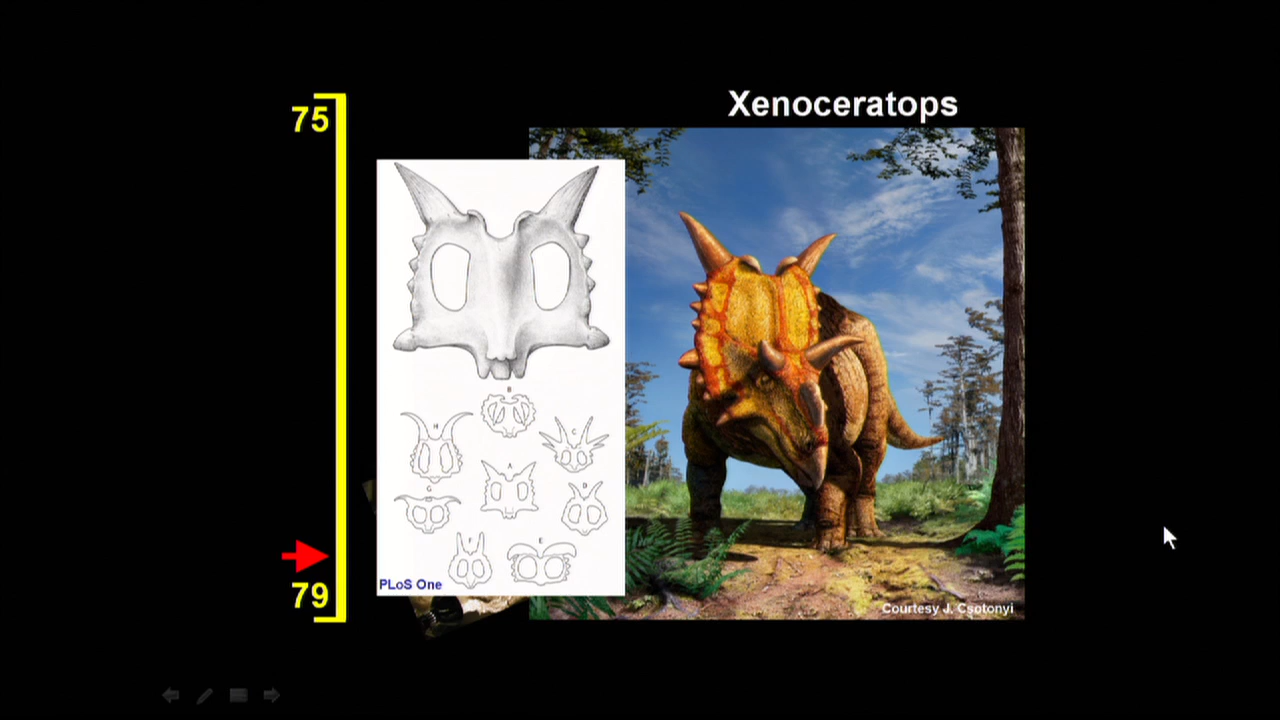 Xenoceratops
75
B
H
C
A
G
D
F
E
79
PLoS One
Courtesy J. Csotonyi